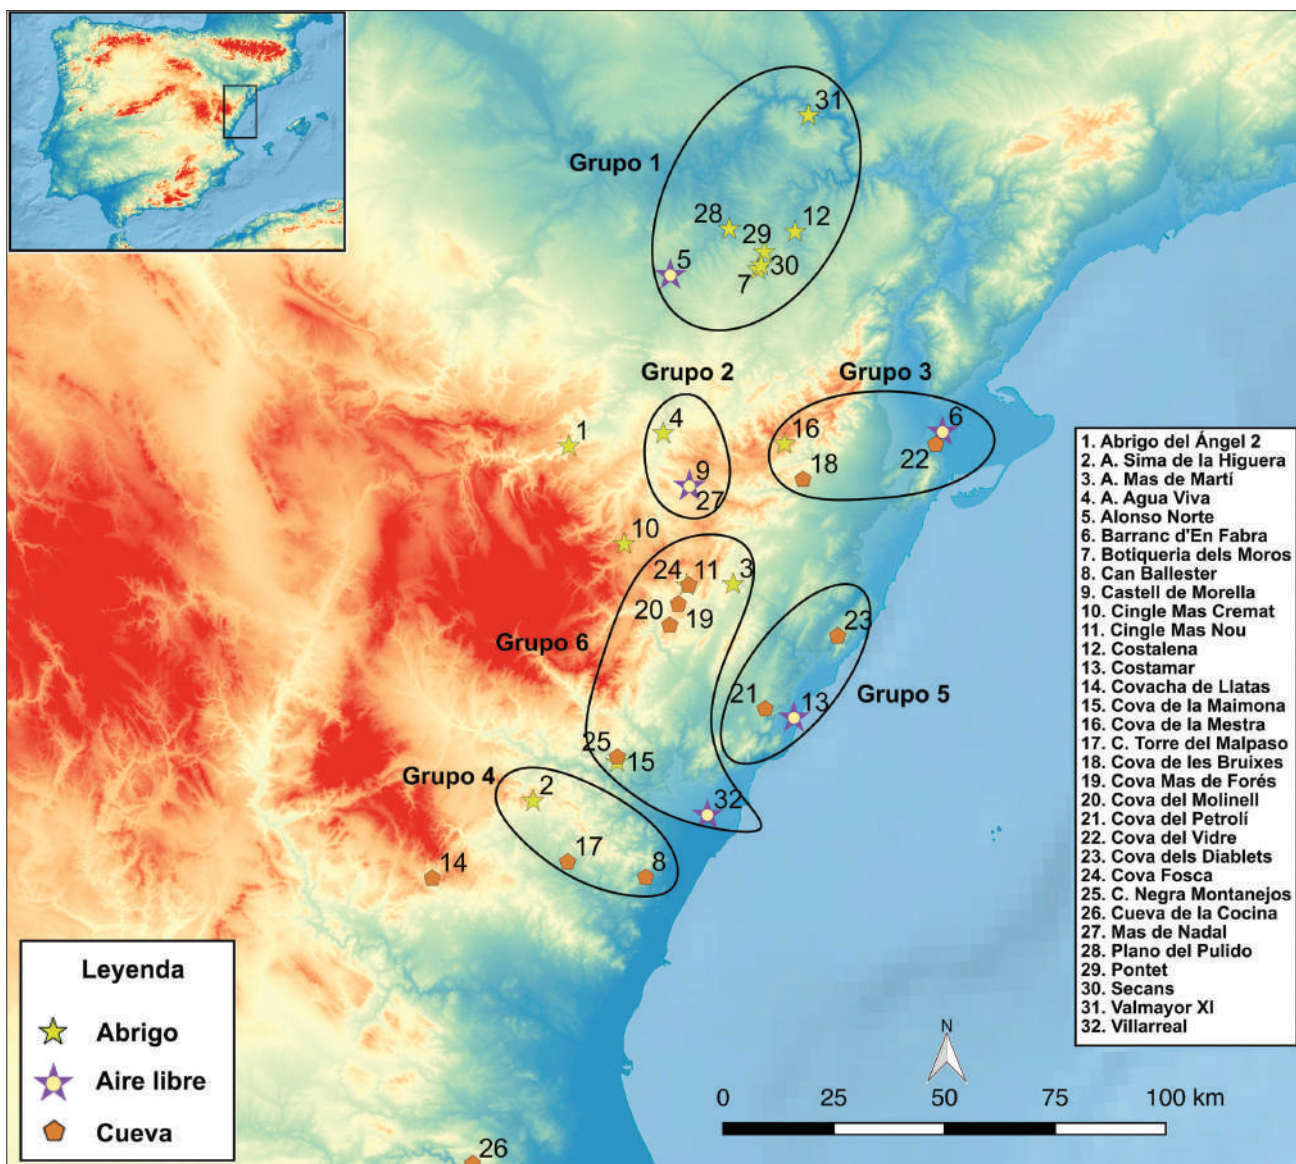 31
Grupo 1
28
12
29
5
30
7
Grupo 2
Grupo 3
4
6
1
16
22
18
9
27
10
24
11
3
20
19
23
Grupo 6
21
13
Grupo 5
25
15
Grupo 4
2
32
17
8
14
26
1. Abrigo del Ángel 2
2. A. Sima de la Higuera
3. A. Mas de Martí
4. A. Agua Viva
5. Alonso Norte
6. Barranc d'En Fabra
7. Botiqueria dels Moros
8. Can Ballester
9. Castell de Morella
10. Cingle Mas Cremat
11. Cingle Mas Nou
12. Costalena
13. Costamar
14. Covacha de Llatas
15. Cova de la Maimona
16. Cova de la Mestra
17. C. Torre del Malpaso
18. Cova de les Bruixes
19. Cova Mas de Forés
20. Cova del Molinell
21. Cova del Petrolí
22. Cova del Vidre
23. Cova dels Diablets
24. Cova Fosca
25. C. Negra Montanejos
26. Cueva de la Cocina
27. Mas de Nadal
28. Plano del Pulido
29. Pontet
30. Secans
31. Valmayor XI
32. Villarreal
Leyenda
Abrigo
Aire libre
Cueva
N
0 25 50 75 100 km